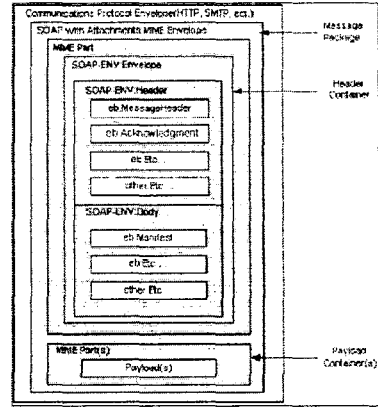 Communications Protocol Envelope(HTTP, SMTP, ect.)
SOAP with Attachments MIME Envelope
MIME Part
SOAP-ENV:Envelope
SOAP-ENV:Header
eb:MessageHeader
eb:Acknowledgment
eb:Etc...
other:Etc...
SOAP-ENV:Body
eb:Manifest
eb:Etc...
other:Etc...
MIME Part(s)
Payload(s)
Message
Package
Header
Container
Payload
Container(s)